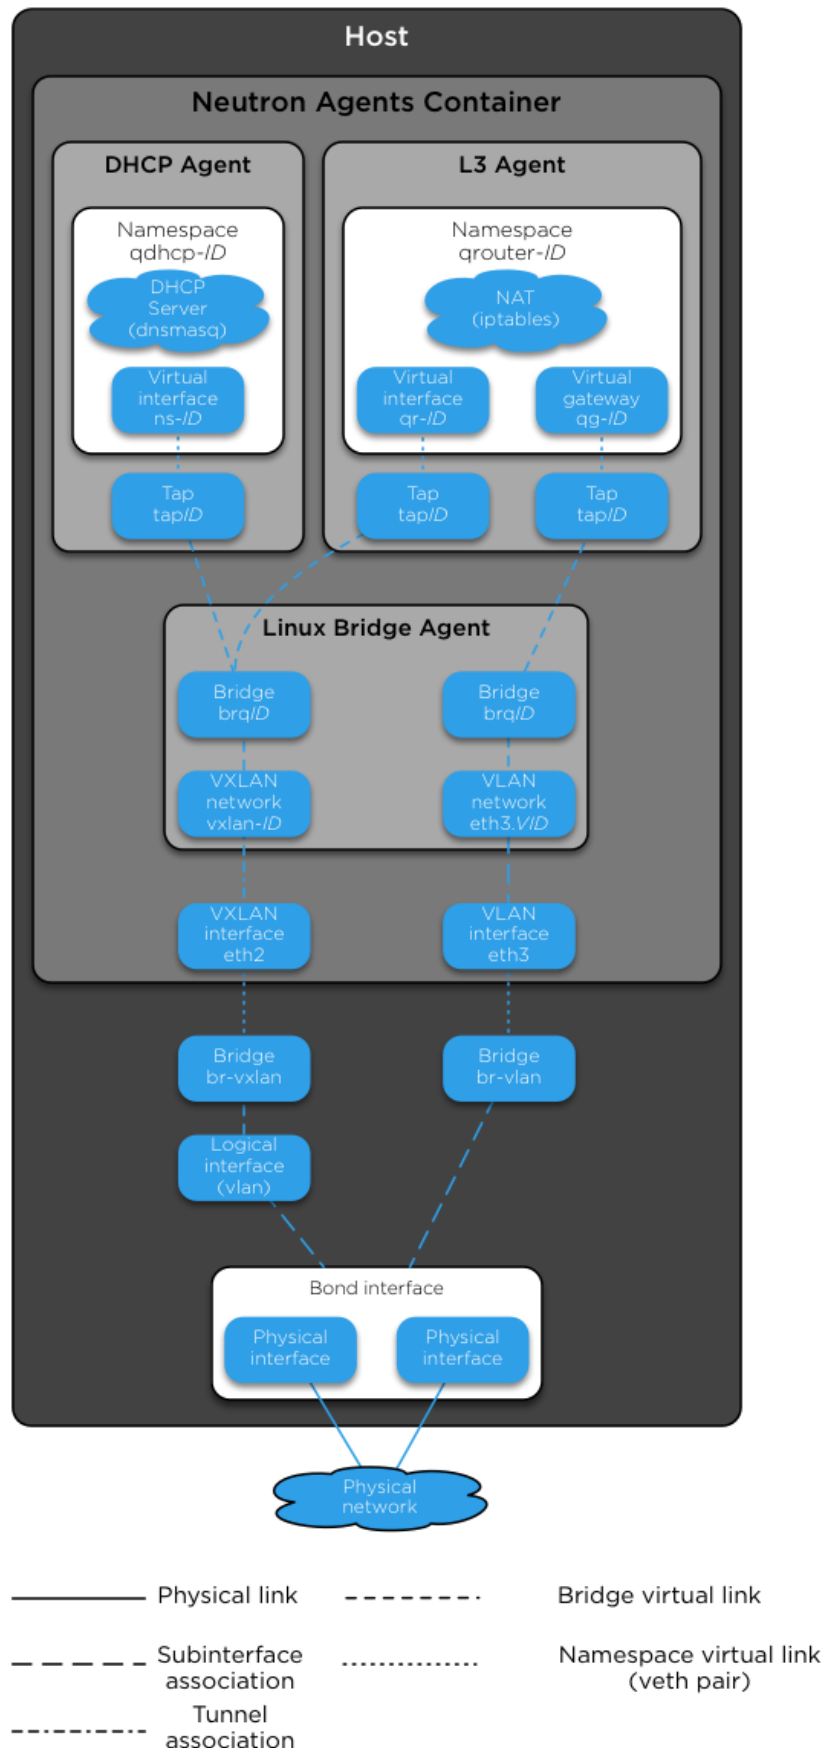 Host
Neutron Agents Container
DHCP Agent
Namespace
qdhcp-ID
DHCP
Server
(dnsmasq)
Virtual
interface
ns-ID
Tap
tapID
L3 Agent
Namespace
qrouter-ID
NAT
(iptables)
Virtual
interface
qr-ID
Virtual
gateway
qg-ID
Tap
tapID
Tap
tapID
Linux Bridge Agent
Bridge
brqID
Bridge
brqID
VXLAN
network
vxlan-ID
VLAN
network
eth3.VID
VXLAN
interface
eth2
VLAN
interface
eth3
Bridge
br-vxlan
Bridge
br-vlan
Logical
interface
(vlan)
Bond interface
Physical
interface
Physical
interface
Physical
network
Physical link
Bridge virtual link
Subinterface
association
Namespace virtual link
(veth pair)
Tunnel
association